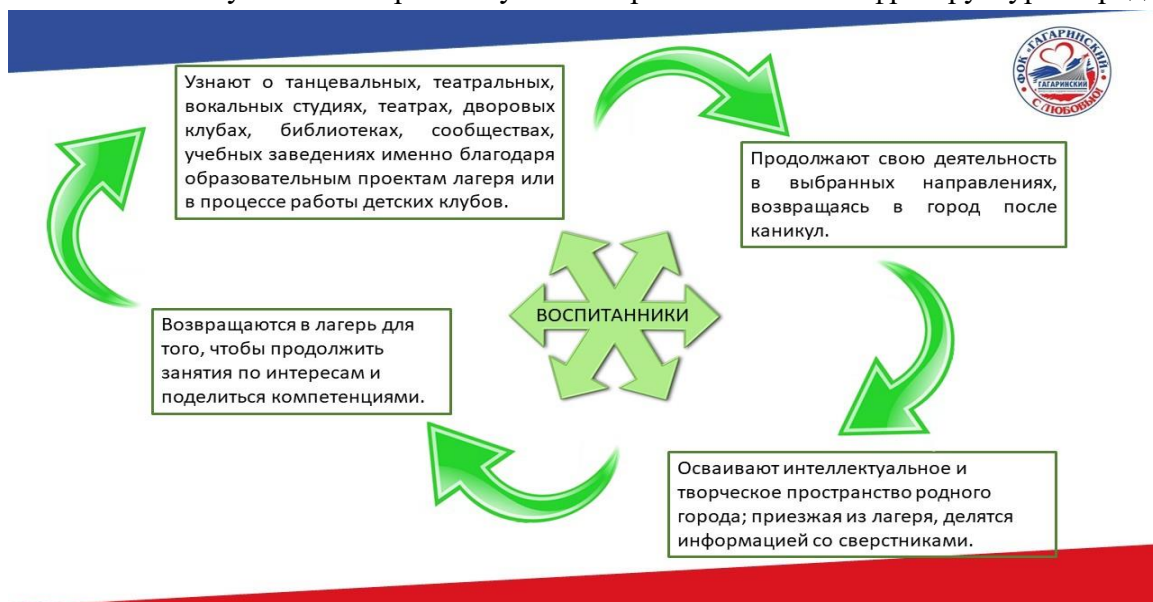 Узнают о танцевальных, театральных,
вокальных студиях, театрах, дворовых
клубах, библиотеках, сообществах,
учебных заведениях именно благодаря
образовательным проектам лагеря или
в процессе работы детских клубов.
ФОК «ГАГАРИНСКИЙ»
ГАГАРИНСКИЙ
С ЛЮБОВЬЮ!
Продолжают свою деятельность
в выбранных направлениях,
возвращаясь в город после
каникул.
ВОСПИТАННИКИ
Возвращаются в лагерь для
того, чтобы продолжить
занятия по интересам и
поделиться компетенциями.
Осваивают интеллектуальное и
творческое пространство родного
города; приезжая из лагеря, делятся
информацией со сверстниками.